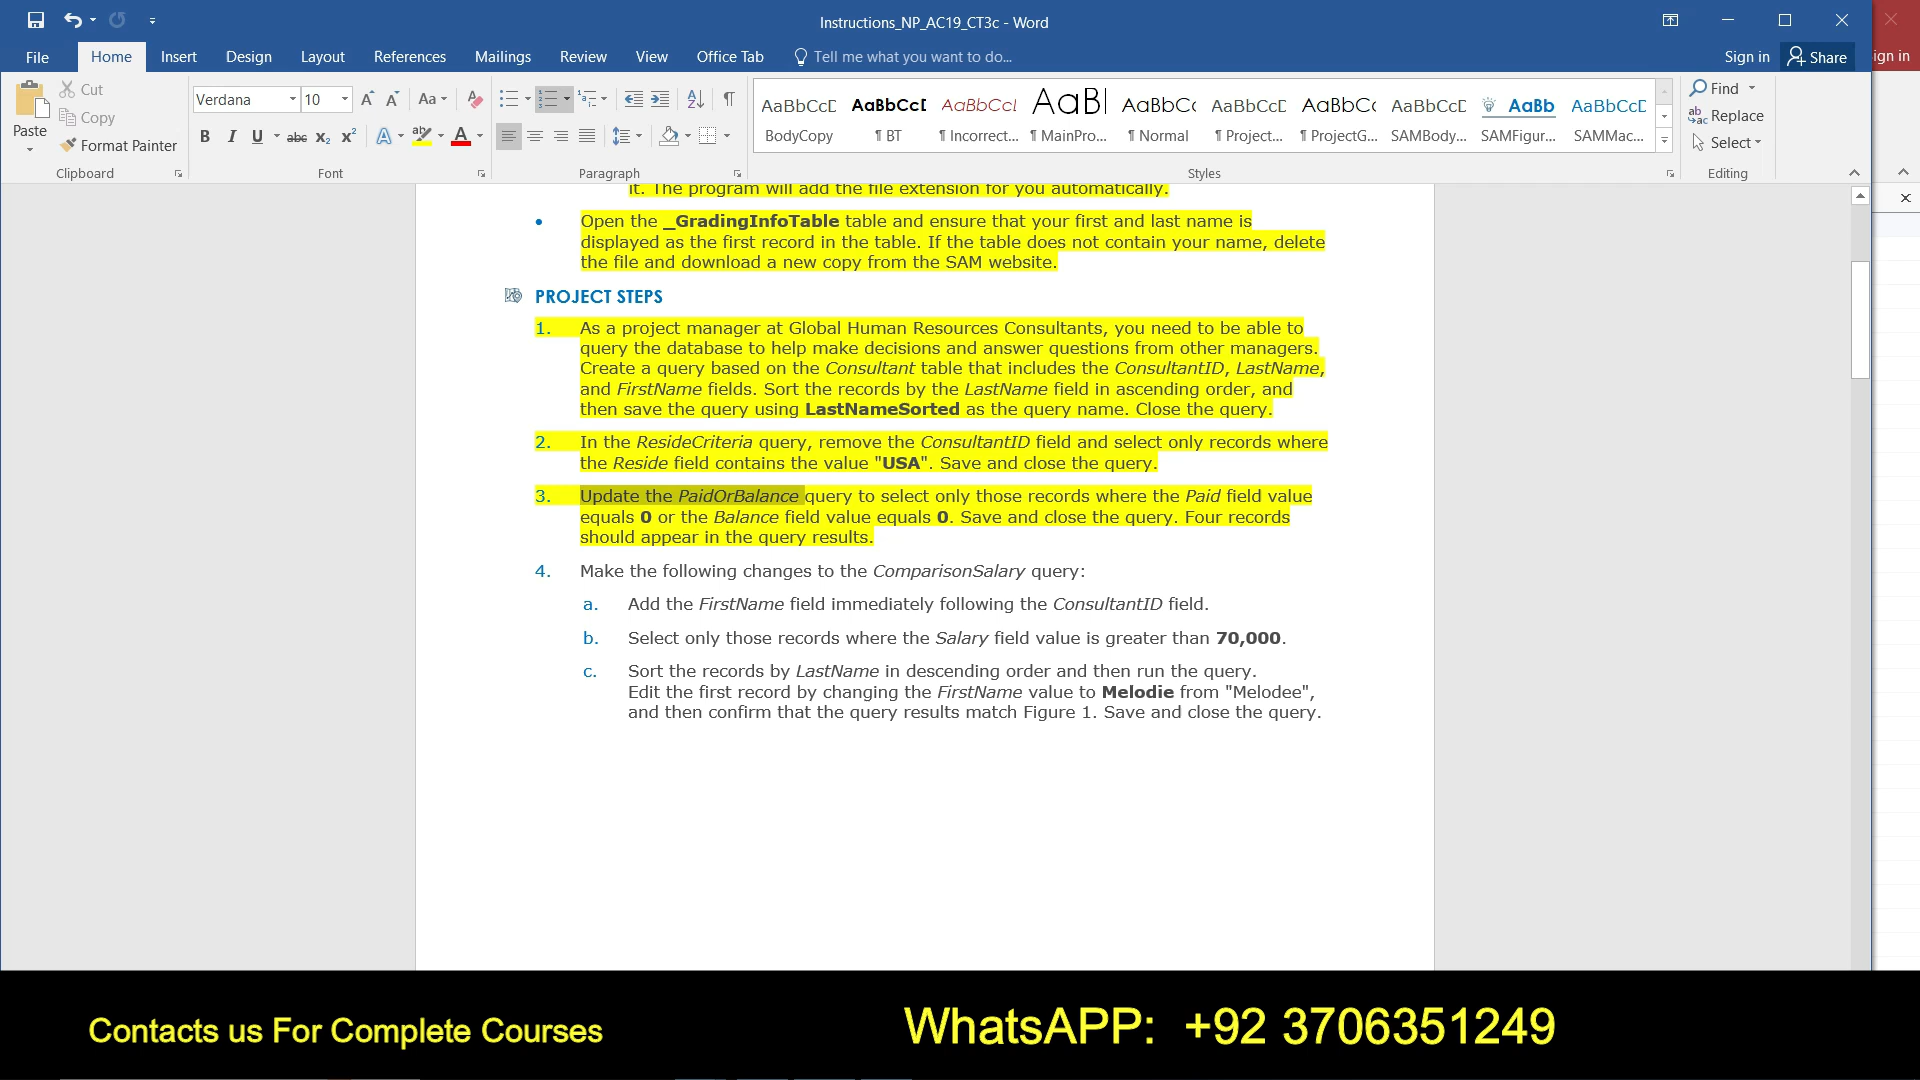 Instructions_NP_AC19_CT3c - Word
File Home Insert Design Layout References Mailings Review View Office Tab Tell me what you want to do... Sign in Share
ign in
Paste
Cut
Copy
Format Painter
Clipboard
Verdana 10
Font
Paragraph
AaBbCcD AaBbCcI AaBbCcI AaBI AaBbCc AaBbCcD AaBbCc AaBbCcD AaBb AaBbCcD
BodyCopy ¶ BT ¶ Incorrect... ¶ MainPro... ¶ Normal ¶ Project... ¶ ProjectG... SAMBody... SAMFigur... SAMMac...
Styles
Find
Replace
Select
Editing
it. The program will add the file extension for you automatically.
• Open the _GradingInfoTable table and ensure that your first and last name is
displayed as the first record in the table. If the table does not contain your name, delete
the file and download a new copy from the SAM website.
PROJECT STEPS
1. As a project manager at Global Human Resources Consultants, you need to be able to
query the database to help make decisions and answer questions from other managers.
Create a query based on the Consultant table that includes the ConsultantID, LastName,
and FirstName fields. Sort the records by the LastName field in ascending order, and
then save the query using LastNameSorted as the query name. Close the query.
2. In the ResideCriteria query, remove the ConsultantID field and select only records where
the Reside field contains the value "USA". Save and close the query.
3. Update the PaidOrBalance query to select only those records where the Paid field value
equals 0 or the Balance field value equals 0. Save and close the query. Four records
should appear in the query results.
4. Make the following changes to the ComparisonSalary query:
a. Add the FirstName field immediately following the ConsultantID field.
b. Select only those records where the Salary field value is greater than 70,000.
c. Sort the records by LastName in descending order and then run the query.
Edit the first record by changing the FirstName value to Melodie from "Melodee",
and then confirm that the query results match Figure 1. Save and close the query.
Contacts us For Complete Courses
WhatsAPP: +92 3706351249